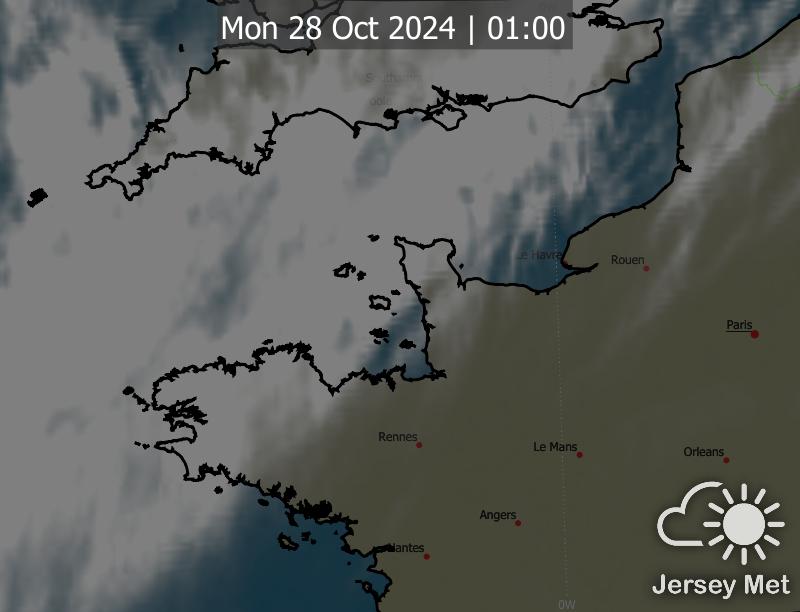 Mon 28 Oct 2024 | 01:00
Le Havre
Rouen
Paris
Rennes
Le Mans
Orleans
Angers
Nantes
Jersey Met
0W